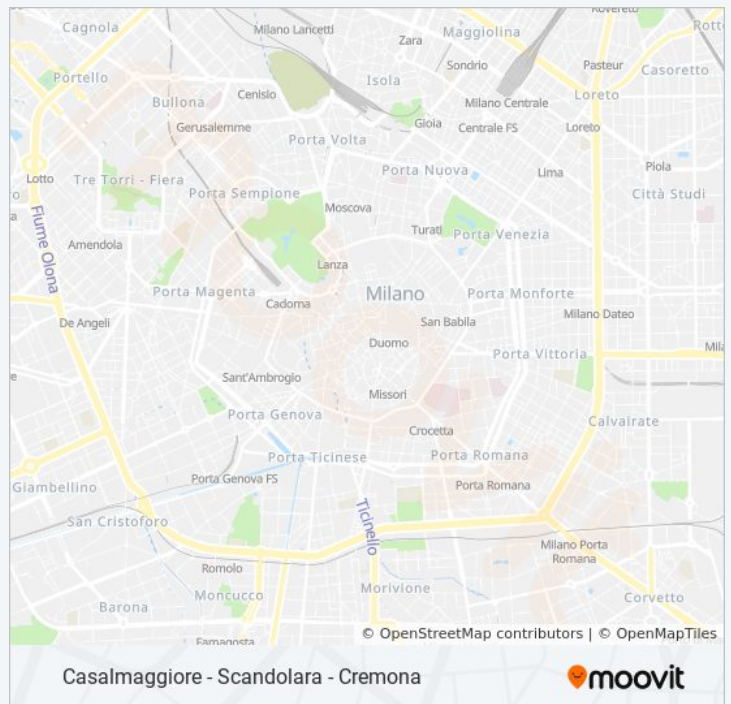 Rovereto
Cagnola
Milano Lancetti
Maggiolina
Rott
Zara
Sondrio
Pasteur
Casoretto
Portello
Isola
Bullona
Cenisio
Milano Centrale
Loreto
Gerusalemme
Gioia
Centrale FS
Loreto
Porta Volta
Piola
Lotto
Tre Torri - Fiera
Porta Nuova
Lima
Porta Sempione
Città Studi
Moscova
Turati
Porta Venezia
Fiume Olona
Amendola
Lanza
Porta Magenta
Milano
Porta Monforte
Cadorna
De Angeli
San Babila
Milano Dateo
Duomo
Porta Vittoria
Mila
Sant'Ambrogio
Missori
Porta Genova
Crocetta
Calvairate
Porta Ticinese
Porta Romana
Giambellino
Porta Genova FS
Porta Romana
San Cristoforo
Ticinello
Milano Porta
Romana
Romolo
Moncucco
Morivione
Corvetto
Barona
Famagosta
© OpenStreetMap contributors | © OpenMapTiles
Casalmaggiore - Scandolara - Cremona
moovit